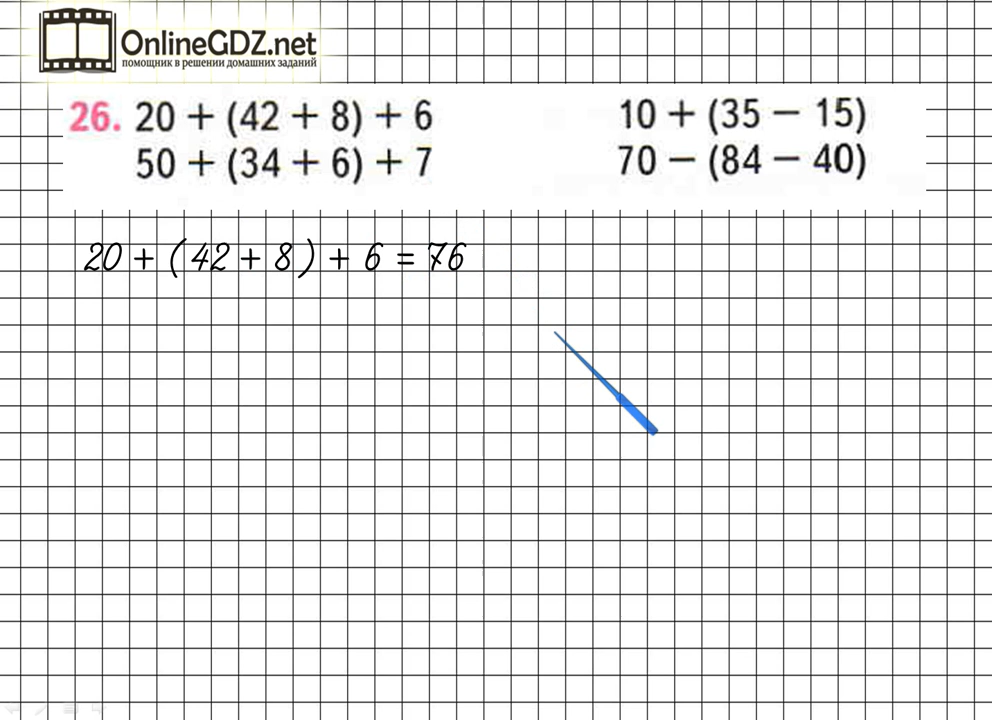 OnlineGDZ.net
помощник в решении домашних заданий
26. 20 + (42 + 8) + 6
50 + (34 + 6) + 7
10 + (35 − 15)
70 − (84 − 40)
20 + (42 + 8) + 6 = 76